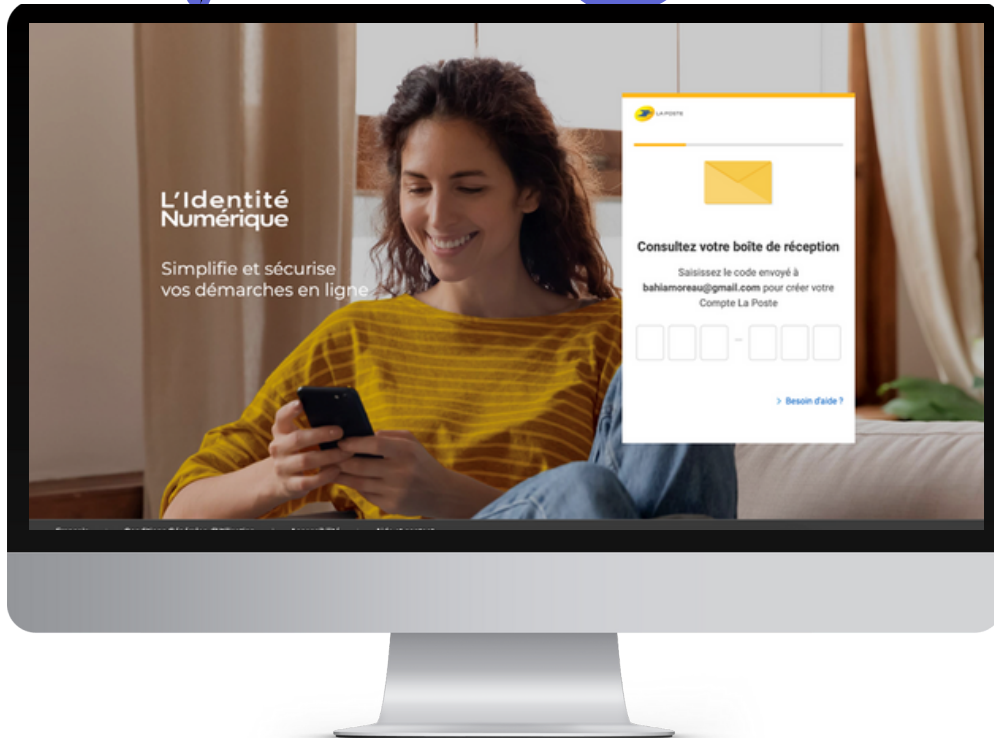 L'Identité
Numérique
Simplifie et sécurise
vos démarches en ligne
LA POSTE
Consultez votre boîte de réception
Saisissez le code envoyé à
bahiamoreau@gmail.com pour créer votre
Compte La Poste
> Besoin d'aide ?